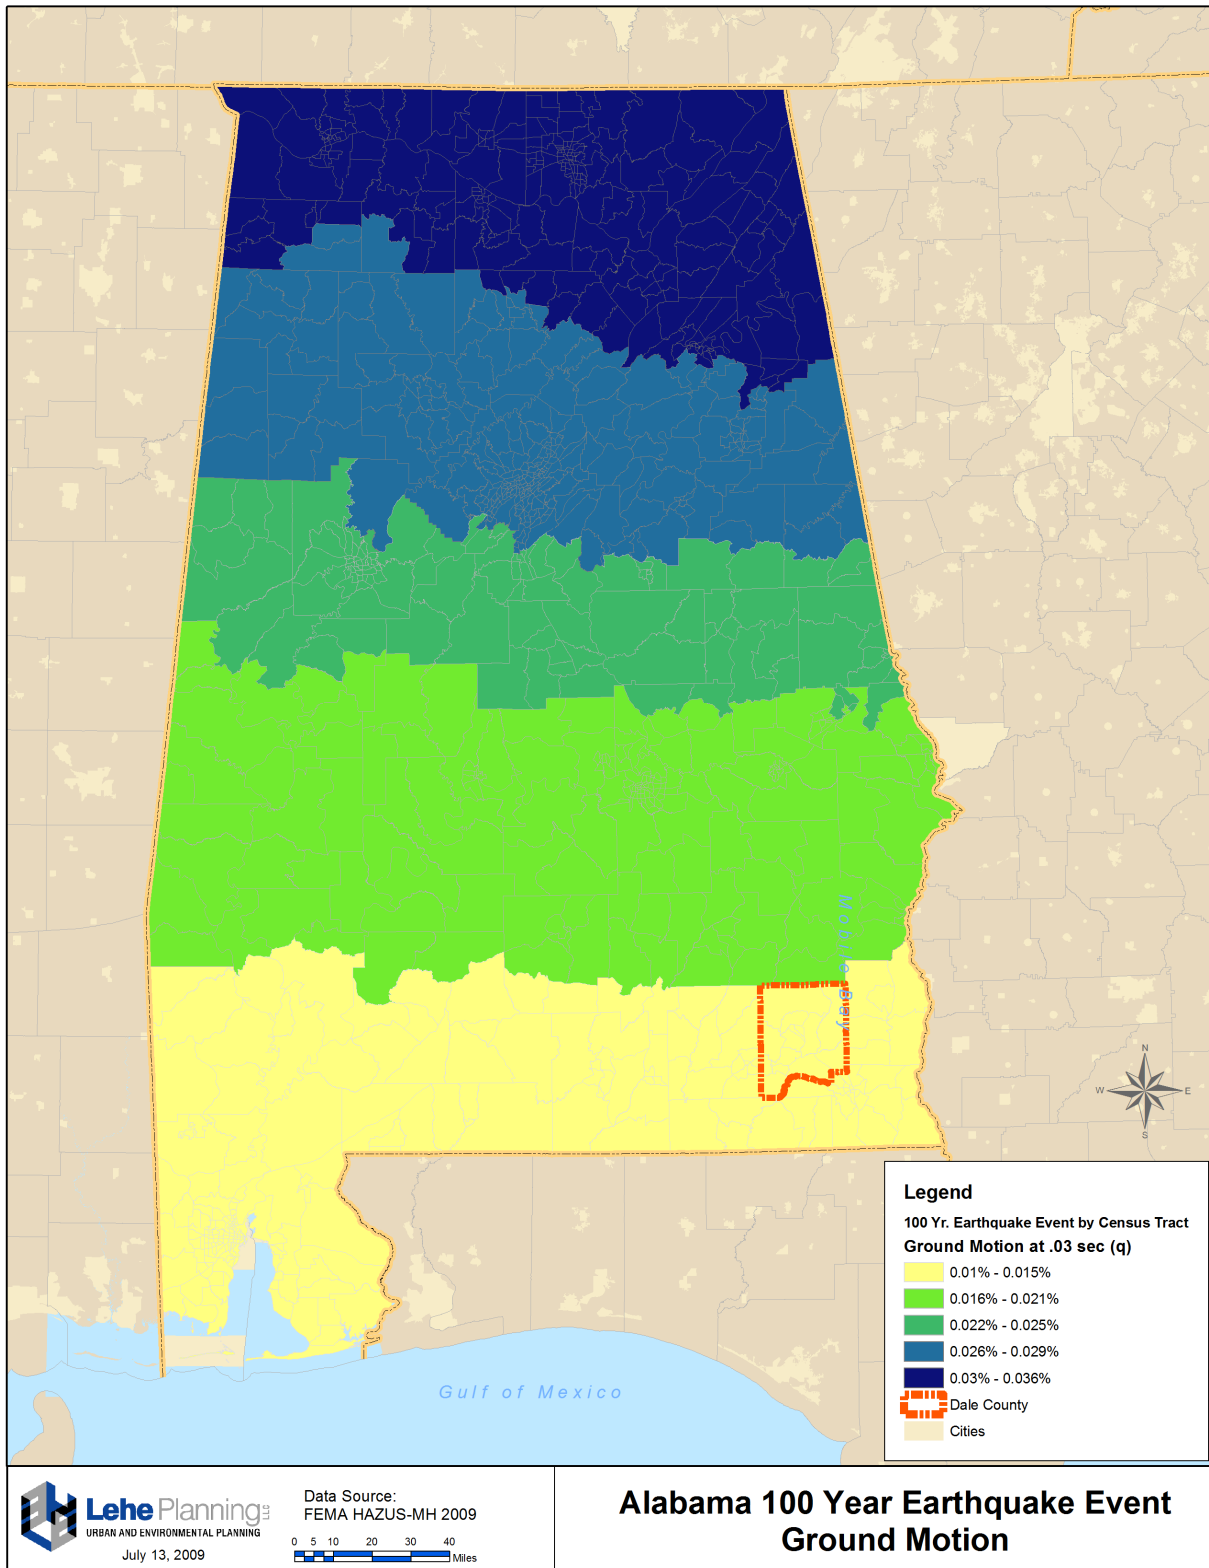 Mobile Bay
N
W
E
S
Gulf of Mexico
Legend
100 Yr. Earthquake Event by Census Tract
Ground Motion at .03 sec (q)
0.01% - 0.015%
0.016% - 0.021%
0.022% - 0.025%
0.026% - 0.029%
0.03% - 0.036%
Dale County
Cities
Lehe Planning LLC
URBAN AND ENVIRONMENTAL PLANNING
July 13, 2009
Data Source:
FEMA HAZUS-MH 2009
0 5 10 20 30 40
Miles
Alabama 100 Year Earthquake Event
Ground Motion